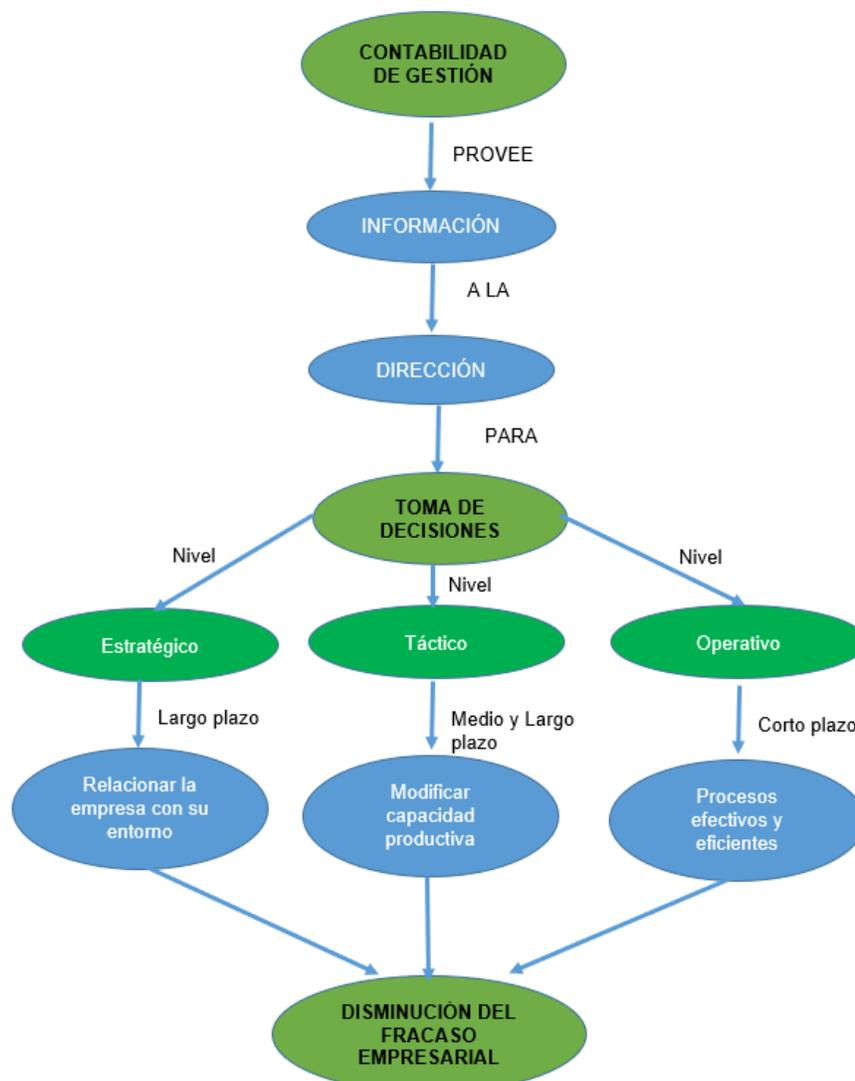 CONTABILIDAD
DE GESTIÓN
PROVEE
INFORMACIÓN
A LA
DIRECCIÓN
PARA
TOMA DE
DECISIONES
Nivel
Nivel
Nivel
Estratégico
Táctico
Operativo
Largo plazo
Medio y Largo
plazo
Corto plazo
Relacionar la
empresa con su
entorno
Modificar
capacidad
productiva
Procesos
efectivos y
eficientes
DISMINUCIÓN DEL
FRACASO
EMPRESARIAL